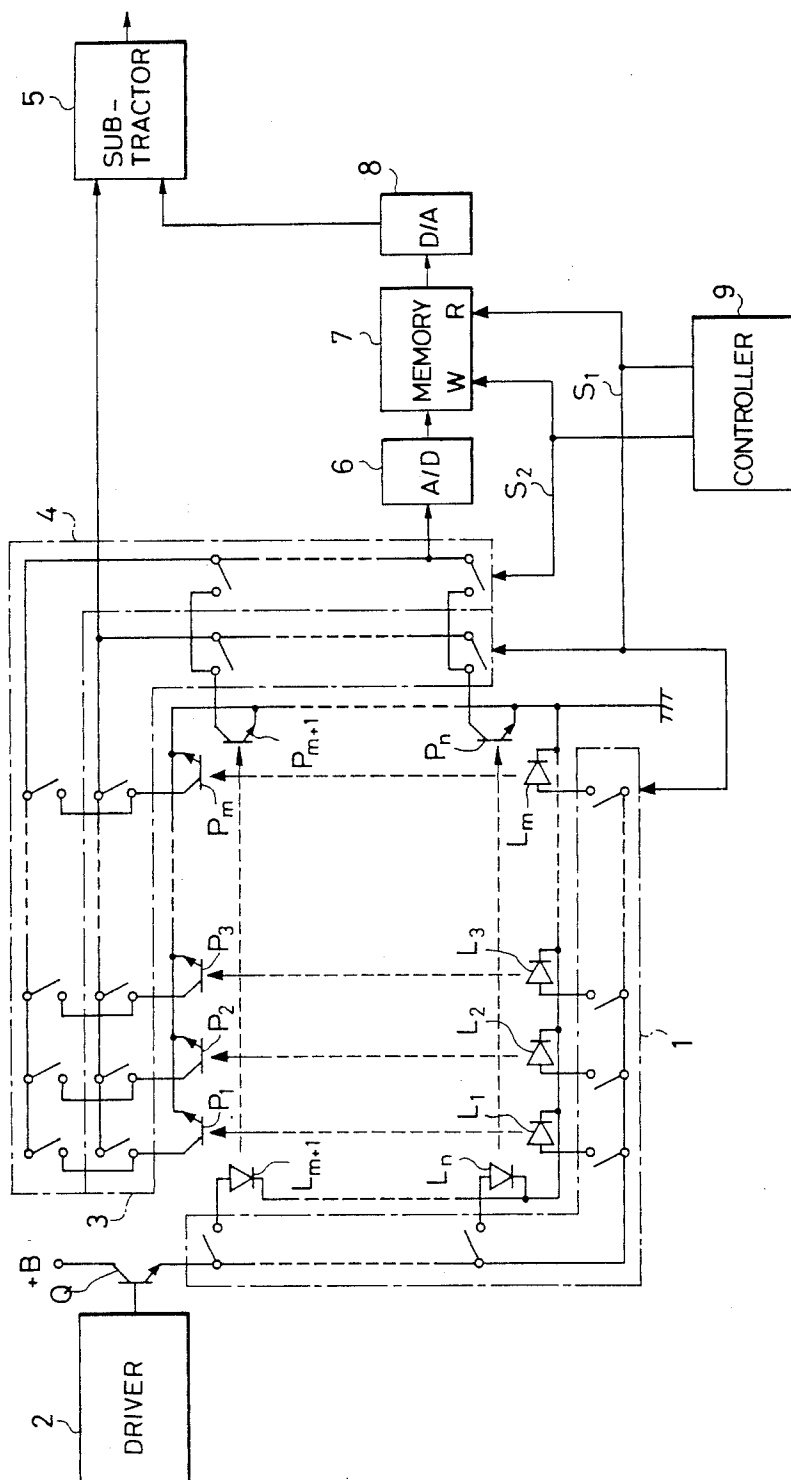 5
SUB-
TRACTOR
8
D/A
7
MEMORY
W R
6
A/D
9
CONTROLLER
S1
S2
4
3
P1
P2
P3
Pm
Pm+1
Pn
L1
L2
L3
Lm
Lm+1
Ln
1
+B
Q
2
DRIVER